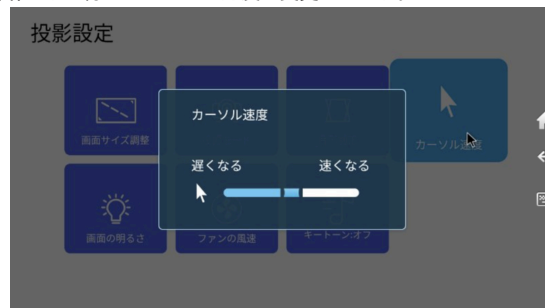 投影設定
カーソル速度
遅くなる 速くなる
画面サイズ調整
カーソル速度
画面の明るさ
ファンの風速
キートーン:オフ